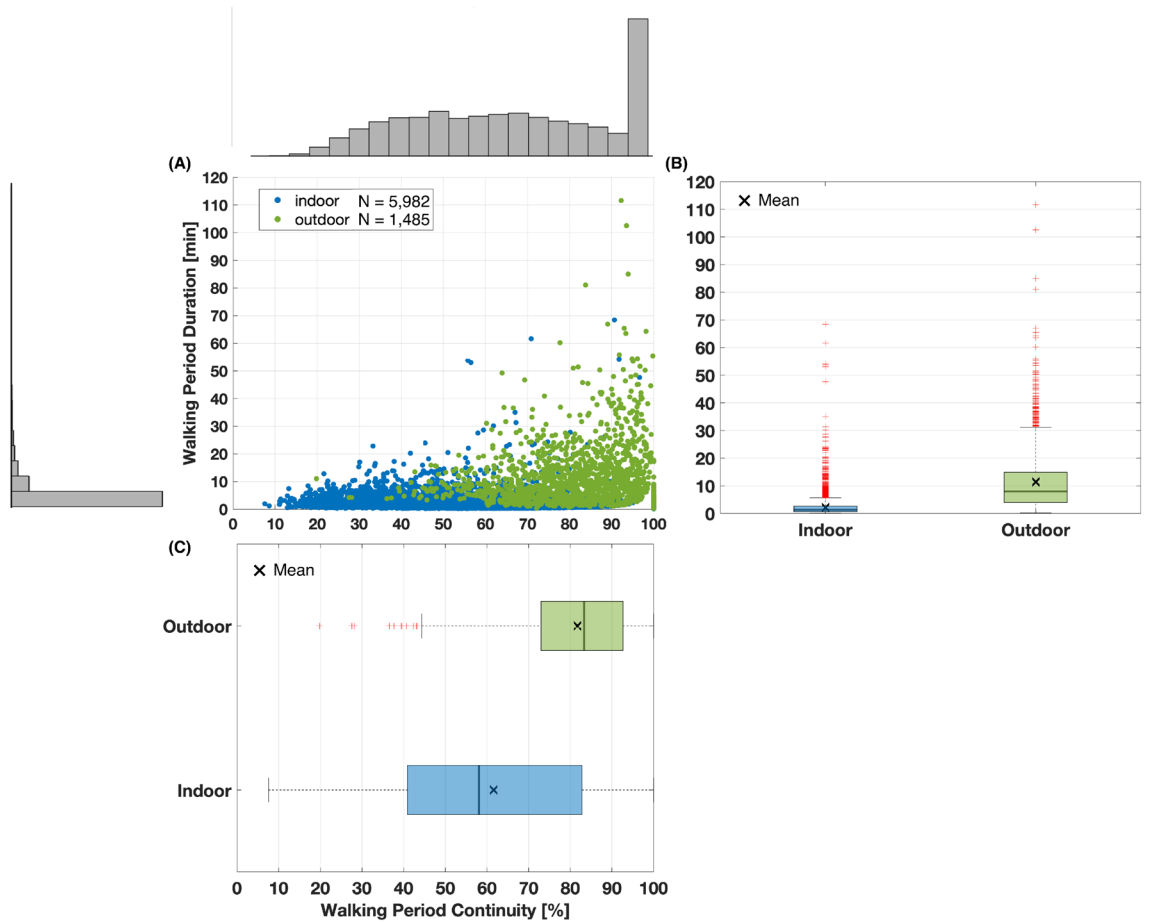 (A)
(B)
120
110
100
90
80
70
60
50
40
30
20
10
0
Walking Period Duration [min]
indoor N = 5,982
outdoor N = 1,485
0 10 20 30 40 50 60 70 80 90 100
120
110
100
90
80
70
60
50
40
30
20
10
0
Mean
Indoor Outdoor
(C)
Mean
Outdoor
Indoor
0 10 20 30 40 50 60 70 80 90 100
Walking Period Continuity [%]